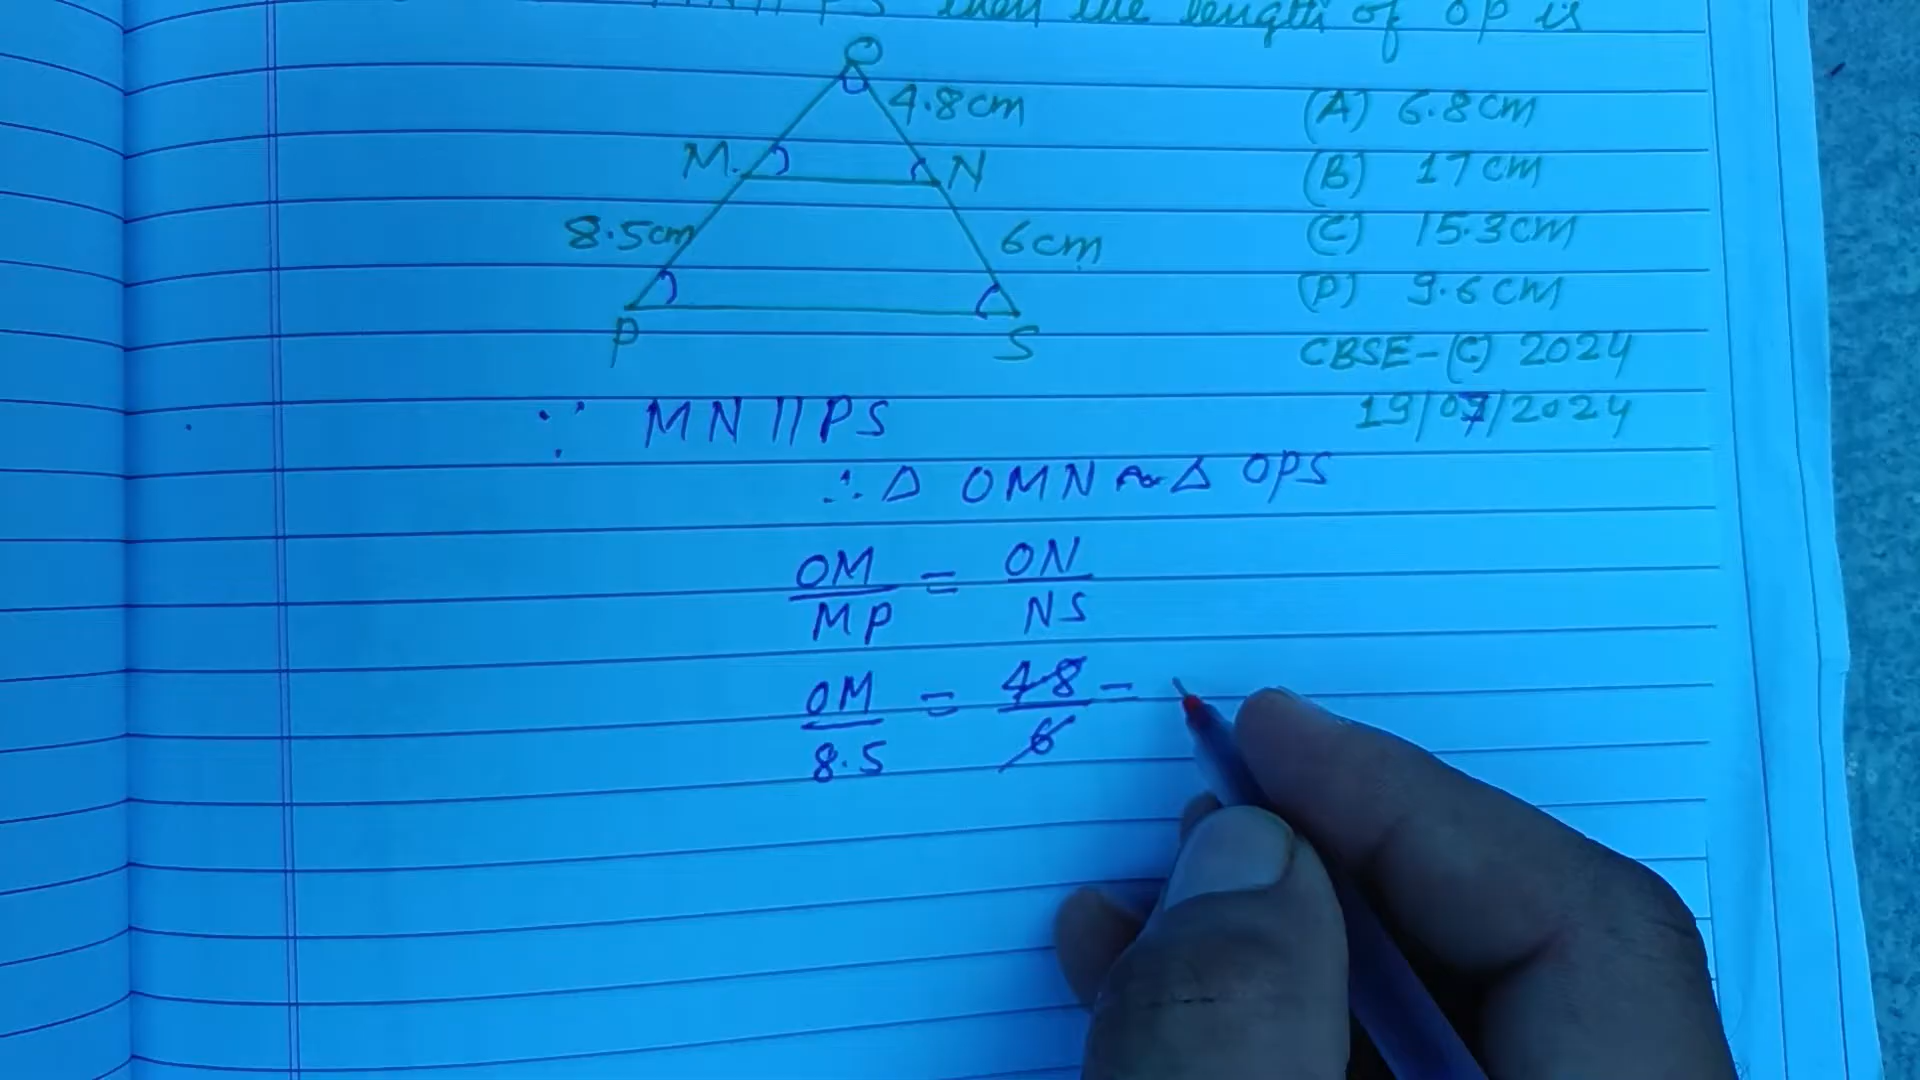 then the length of OP is
O
4.8cm
(A) 6.8cm
M
N
(B) 17cm
8.5cm
6cm
(C) 15.3cm
(D) 9.6cm
P
S
CBSE-(C) 2024
∵ MN||PS
19/07/2024
∴ Δ OMN ~ Δ OPS
OM/MP = ON/NS
OM/8.5 = 4.8/6 =